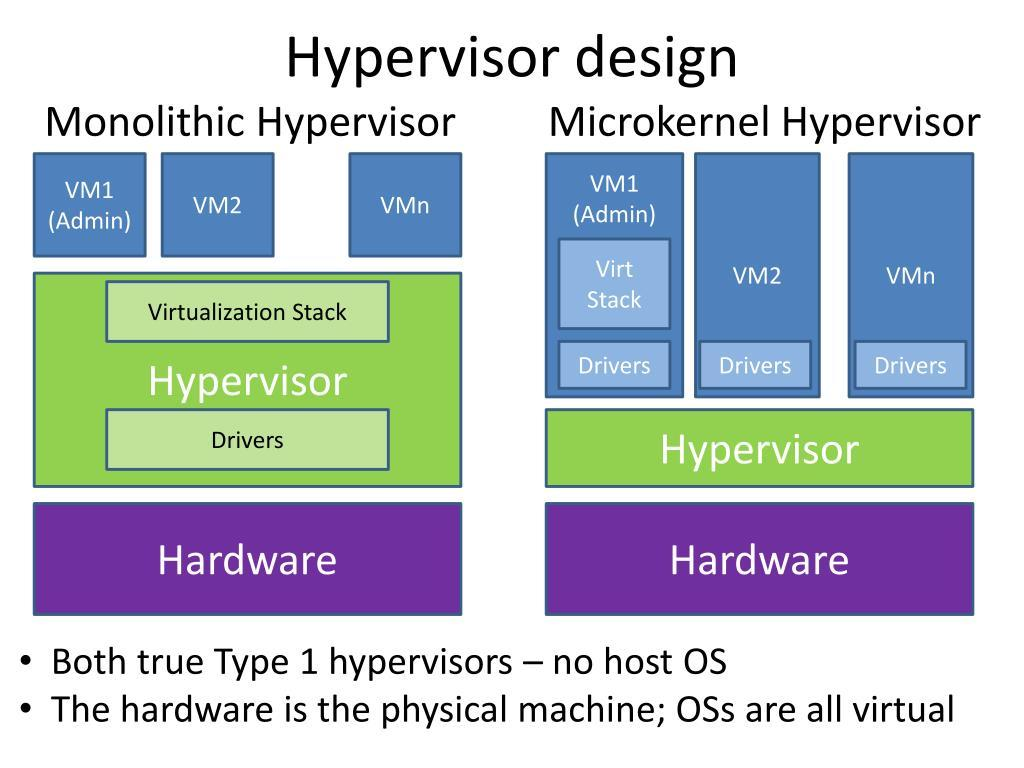 Hypervisor design
Monolithic Hypervisor
VM1
(Admin)
VM2
VMn
Virtualization Stack
Hypervisor
Drivers
Hardware
Microkernel Hypervisor
VM1
(Admin)
Virt
Stack
Drivers
VM2
Drivers
VMn
Drivers
Hypervisor
Hardware
• Both true Type 1 hypervisors – no host OS
• The hardware is the physical machine; OSs are all virtual